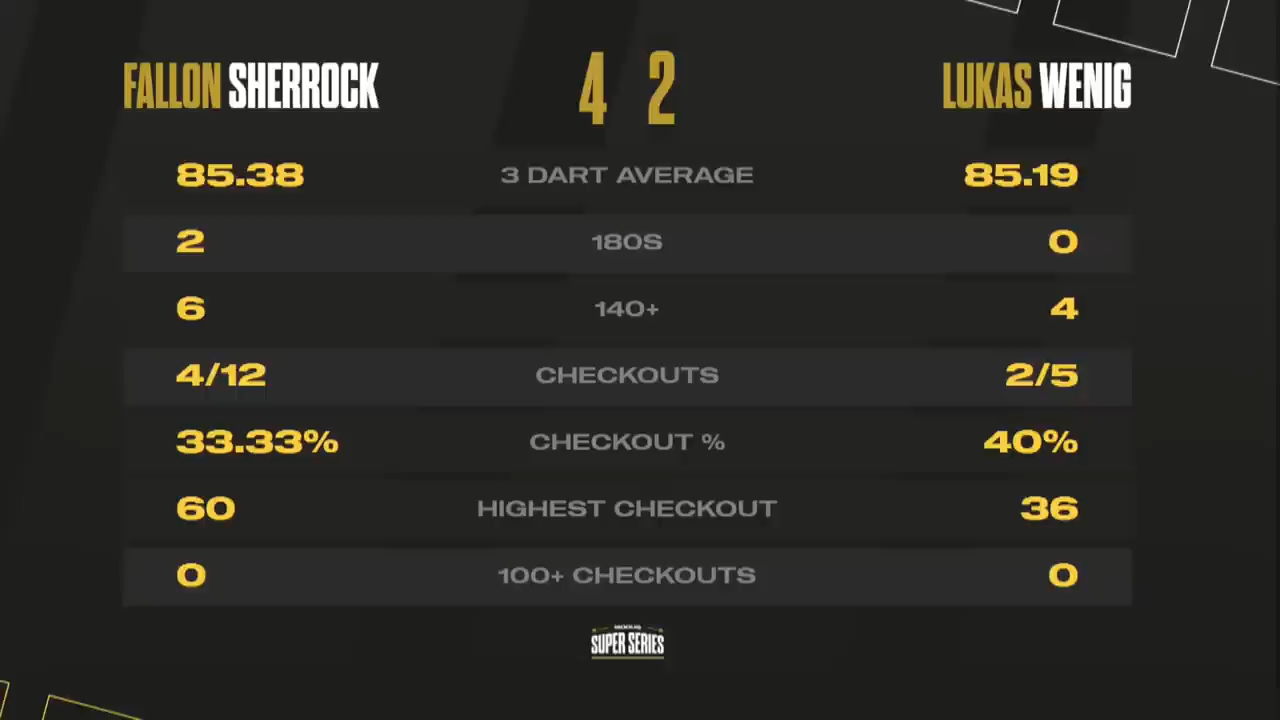 FALLON SHERROCK 4 2 LUKAS WENIG
85.38 3 DART AVERAGE 85.19
2 180S 0
6 140+ 4
4/12 CHECKOUTS 2/5
33.33% CHECKOUT % 40%
60 HIGHEST CHECKOUT 36
0 100+ CHECKOUTS 0
SUPER SERIES